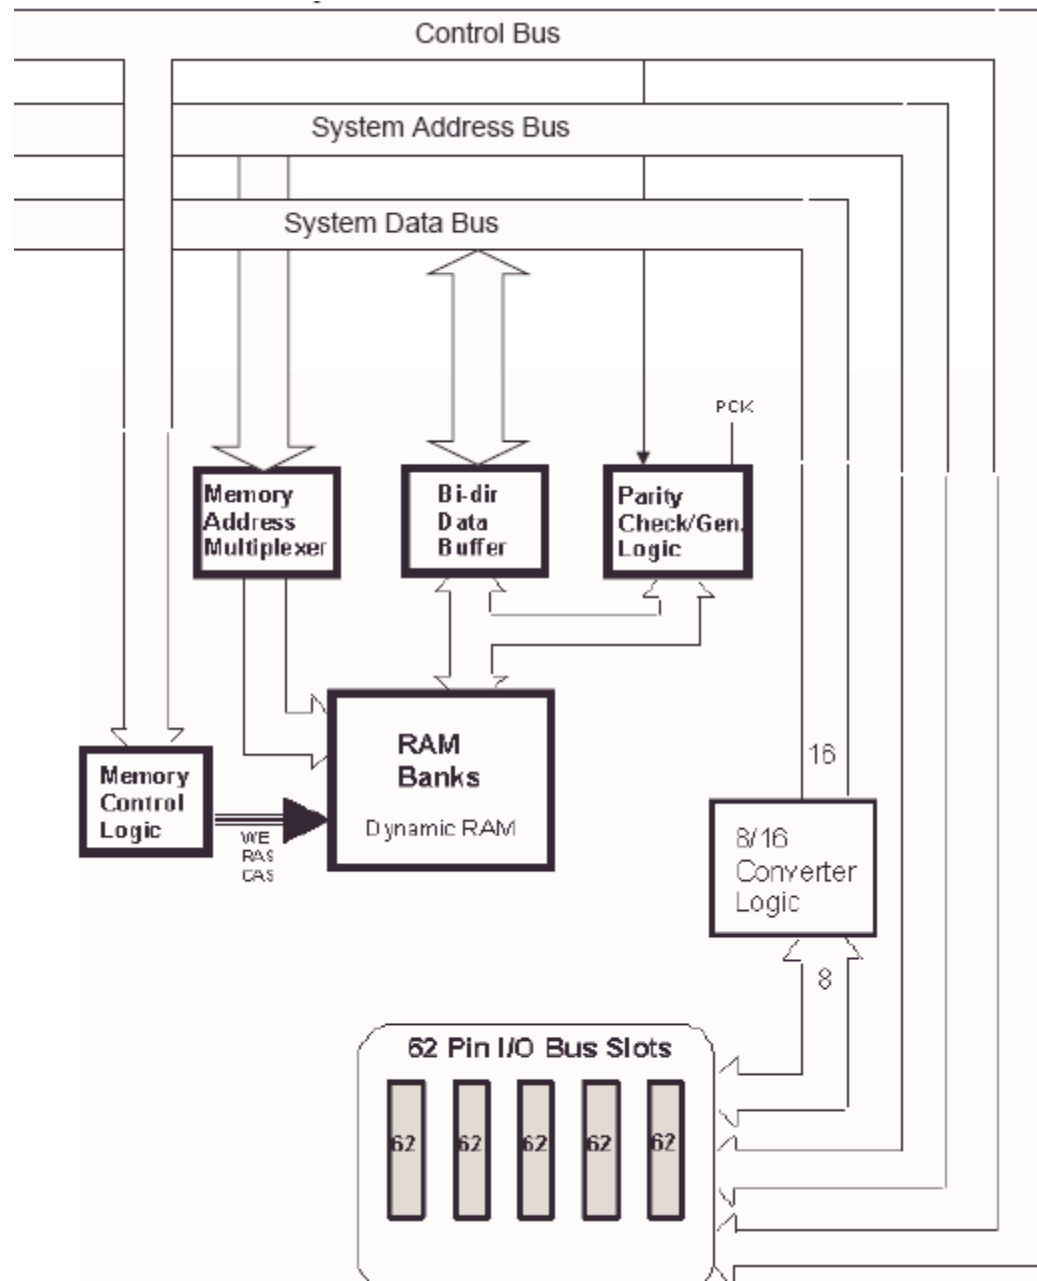 Control Bus
System Address Bus
System Data Bus
PCK
Memory
Address
Multiplexer
Bi-dir
Data
Buffer
Parity
Check/Gen.
Logic
RAM
Banks
Dynamic RAM
Memory
Control
Logic
WE
RAS
CAS
16
8/16
Converter
Logic
8
62 Pin I/O Bus Slots
62 62 62 62 62